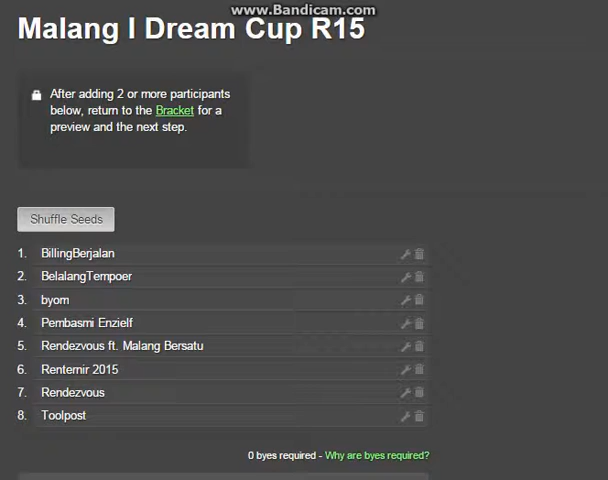 www.Bandicam.com
Malang I Dream Cup R15
After adding 2 or more participants
below, return to the Bracket for a
preview and the next step.
Shuffle Seeds
1. BillingBerjalan
2. BelalangTempoer
3. byom
4. Pembasmi Enzielf
5. Rendezvous ft. Malang Bersatu
6. Renternir 2015
7. Rendezvous
8. Toolpost
0 byes required - Why are byes required?